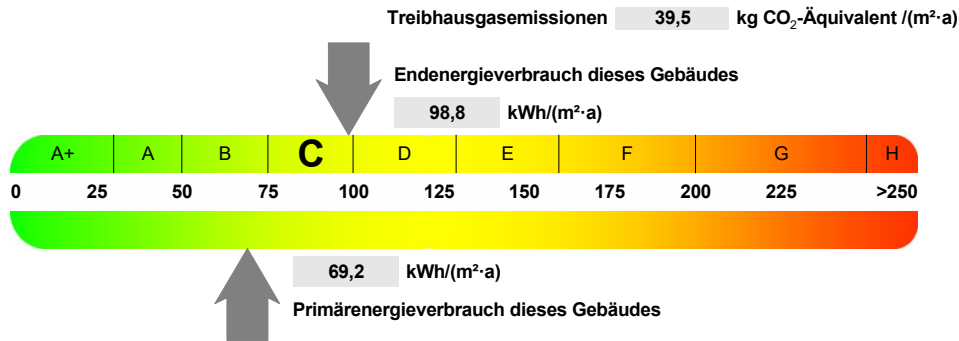 Treibhausgasemissionen 39,5 kg CO₂-Äquivalent /(m²·a)
Endenergieverbrauch dieses Gebäudes
98,8 kWh/(m²·a)
A+ A B C D E F G H
0 25 50 75 100 125 150 175 200 225 >250
69,2 kWh/(m²·a)
Primärenergieverbrauch dieses Gebäudes